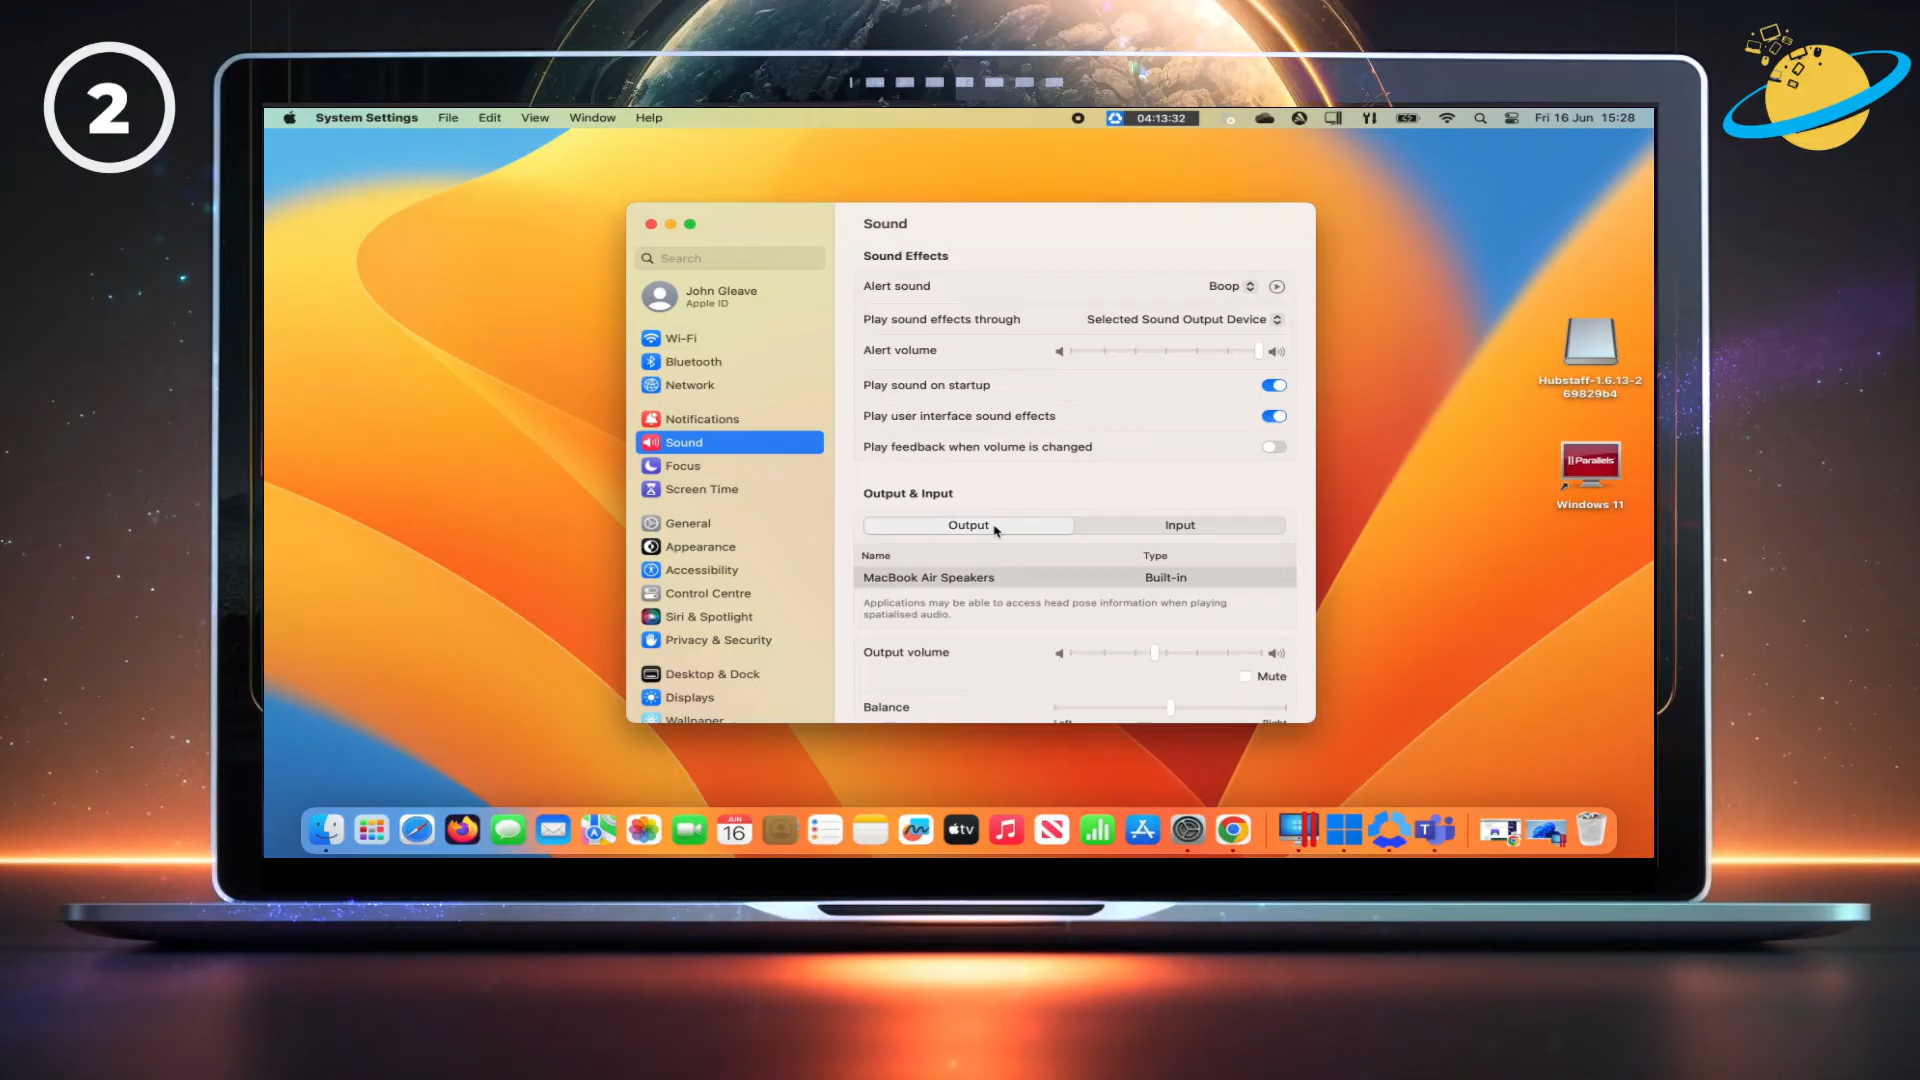 2
System Settings File Edit View Window Help 04:13:32 Fri 16 Jun 15:28
Sound
Search
John Gleave
Apple ID
Wi-Fi
Bluetooth
Network
Notifications
Sound
Focus
Screen Time
General
Appearance
Accessibility
Control Centre
Siri & Spotlight
Privacy & Security
Desktop & Dock
Displays
Wallpaper
Sound Effects
Alert sound Boop
Play sound effects through Selected Sound Output Device
Alert volume
Play sound on startup
Play user interface sound effects
Play feedback when volume is changed
Output & Input
Output Input
Name Type
MacBook Air Speakers Built-in
Applications may be able to access head pose information when playing
spatialised audio.
Output volume
Mute
Balance
Left Right
Hubstaff-1.6.13-2
69829b4
Parallels
Windows 11
JUN
16
tv
T